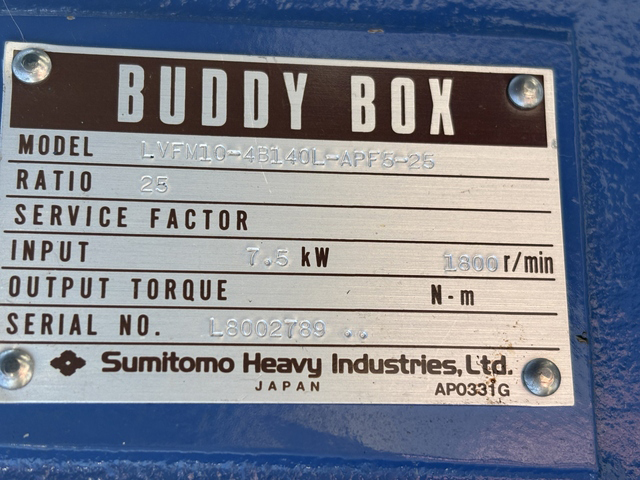 BUDDY BOX
MODEL LVFM10-4B140L-APFS-25
RATIO 25
SERVICE FACTOR
INPUT 7.5 kW 1800 r/min
OUTPUT TORQUE N-m
SERIAL NO. L8002789 ..
Sumitomo Heavy Industries, Ltd.
JAPAN
AP0331G